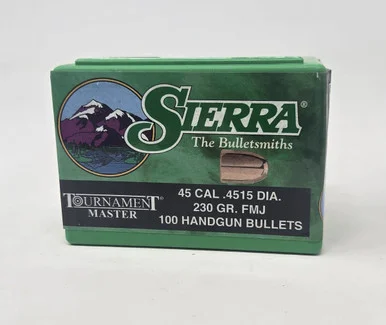 SIERRA®
The Bulletsmiths
TOURNAMENT®
MASTER
45 CAL .4515 DIA.
230 GR. FMJ
100 HANDGUN BULLETS